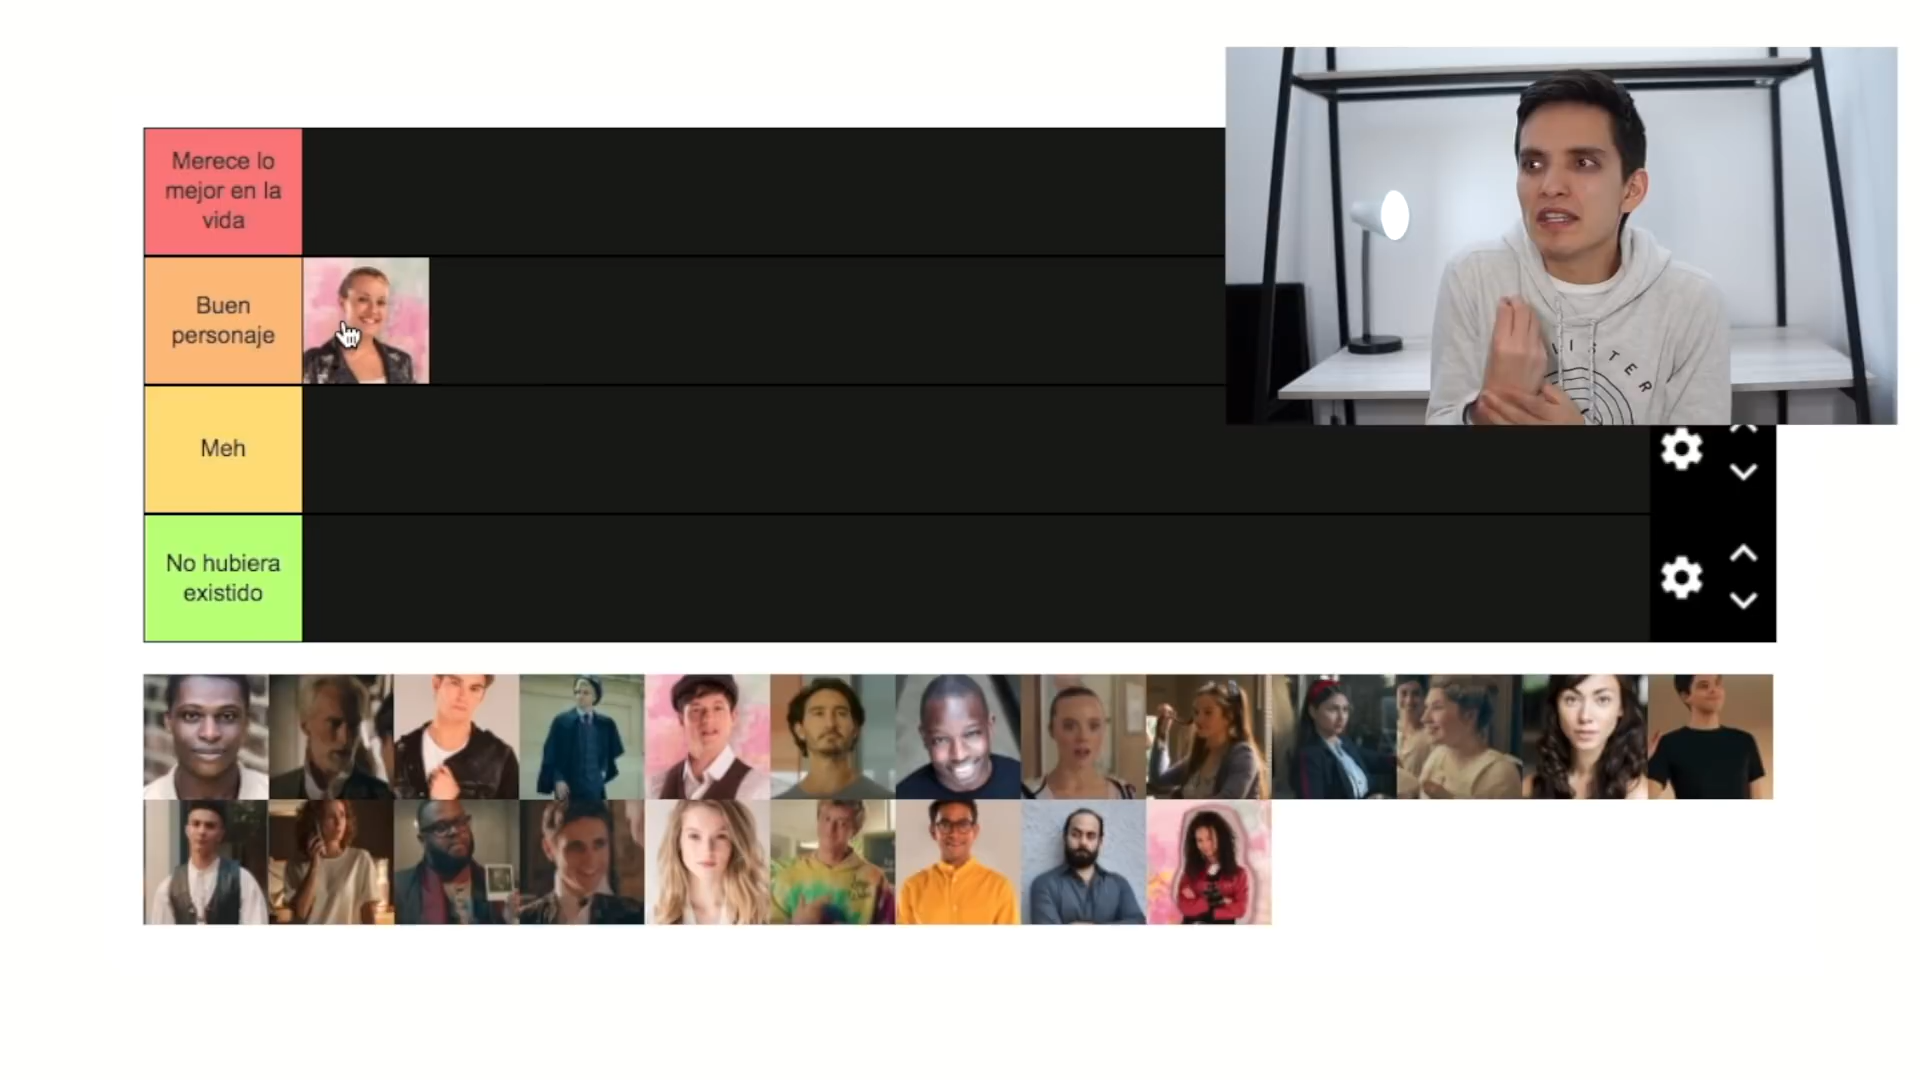 Merece lo
mejor en la
vida
Buen
personaje
Meh
No hubiera
existido